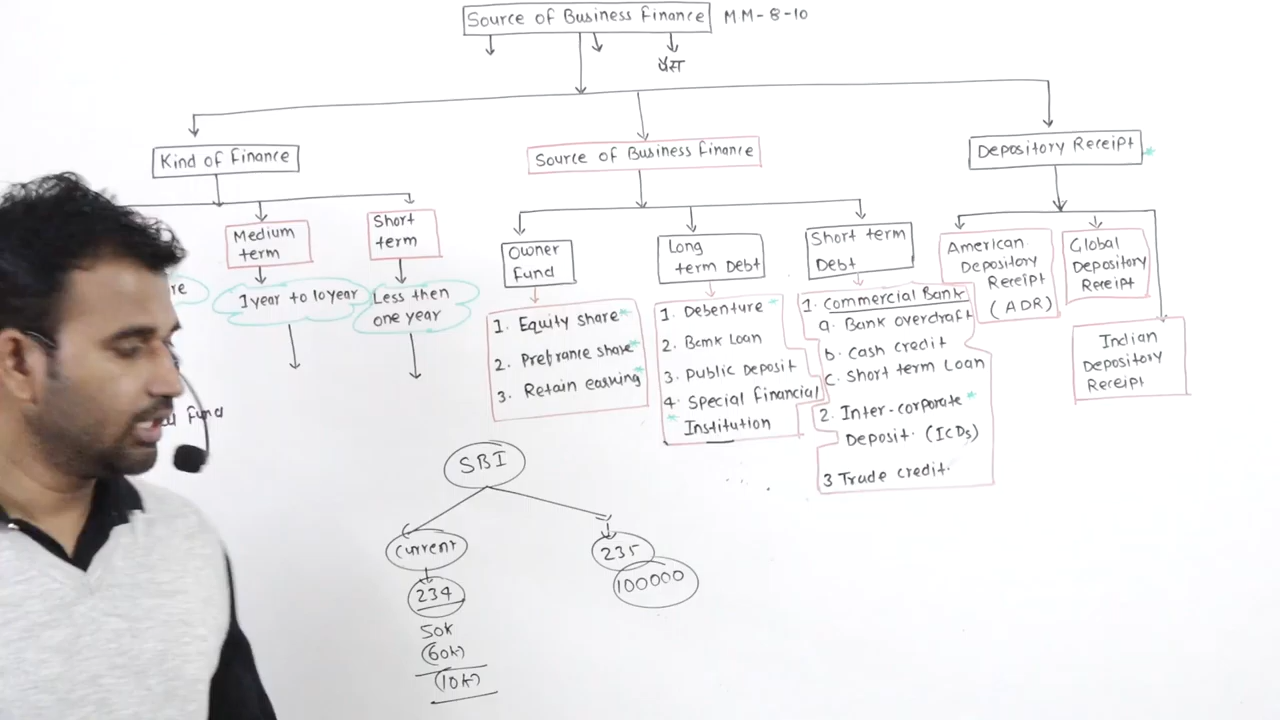 Source of Business Finance MM-8-10
पैसा
Kind of Finance
Source of Business Finance
Depository Receipt *
Medium
term
Short
term
1year to 10year
Less then
one year
Owner
Fund
Long
term Debt
Short term
Debt
American
Depository
Receipt
(ADR)
Global
Depository
Receipt
Indian
Depository
Receipt
1. Equity share*
2. Prefrance share*
3. Retain earning*
1. Debenture *
2. Bank Loan
3. Public Deposit
4. Special Financial
* Institution
1. commercial Bank
a. Bank overdraft
b. Cash credit
c. Short term Loan
2. Inter-corporate *
Deposit. (ICDs)
3 Trade credit.
Fund
SBI
current
234
50k
(60k)
(10k)
235
100000